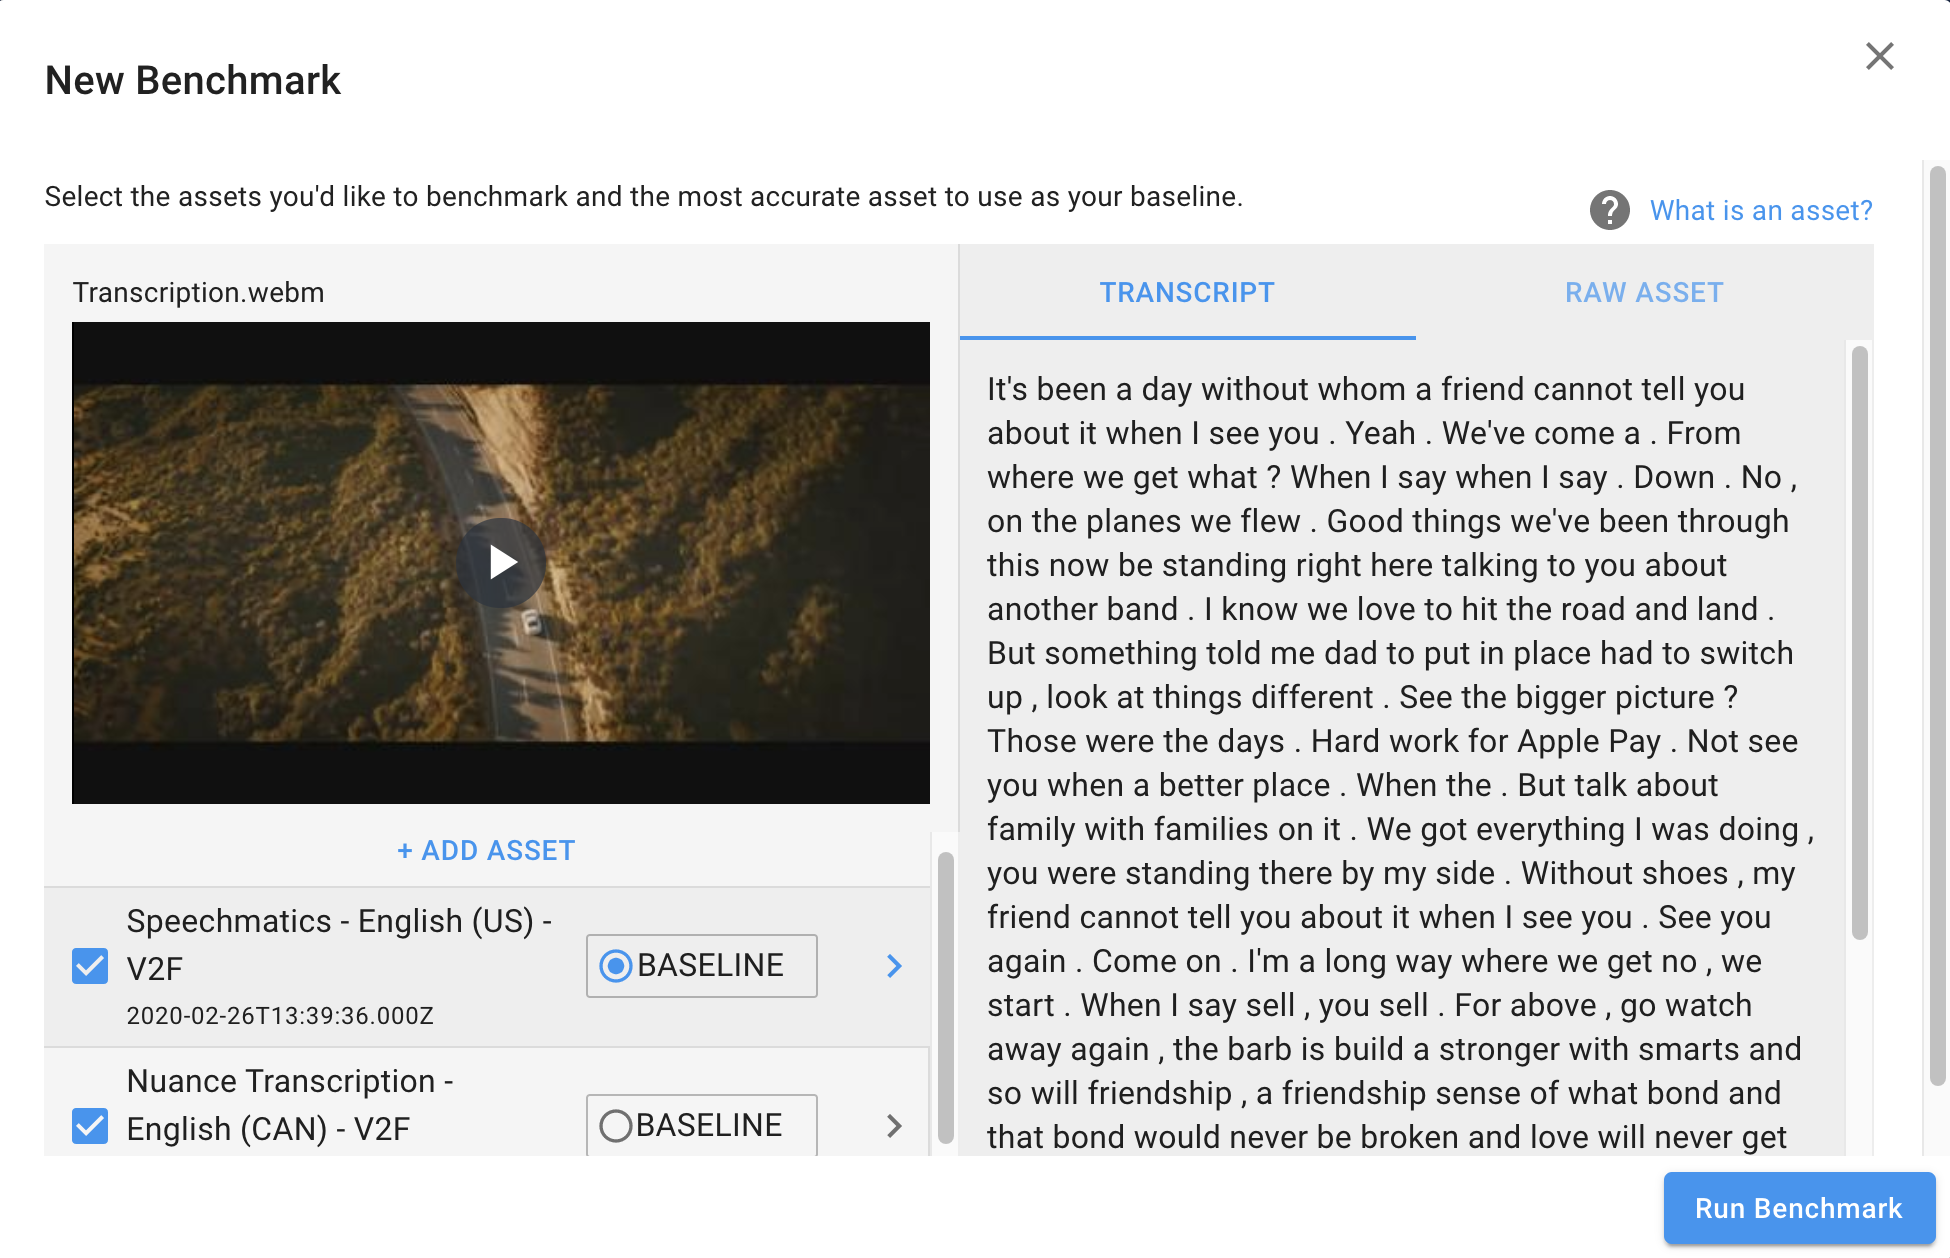 New Benchmark
Select the assets you'd like to benchmark and the most accurate asset to use as your baseline.
What is an asset?
Transcription.webm
+ ADD ASSET
Speechmatics - English (US) -
V2F
2020-02-26T13:39:36.000Z
BASELINE
Nuance Transcription -
English (CAN) - V2F
BASELINE
TRANSCRIPT
RAW ASSET
It's been a day without whom a friend cannot tell you
about it when I see you . Yeah . We've come a . From
where we get what ? When I say when I say . Down . No ,
on the planes we flew . Good things we've been through
this now be standing right here talking to you about
another band . I know we love to hit the road and land .
But something told me dad to put in place had to switch
up , look at things different . See the bigger picture ?
Those were the days . Hard work for Apple Pay . Not see
you when a better place . When the . But talk about
family with families on it . We got everything I was doing ,
you were standing there by my side . Without shoes , my
friend cannot tell you about it when I see you . See you
again . Come on . I'm a long way where we get no , we
start . When I say sell , you sell . For above , go watch
away again , the barb is build a stronger with smarts and
so will friendship , a friendship sense of what bond and
that bond would never be broken and love will never get
Run Benchmark